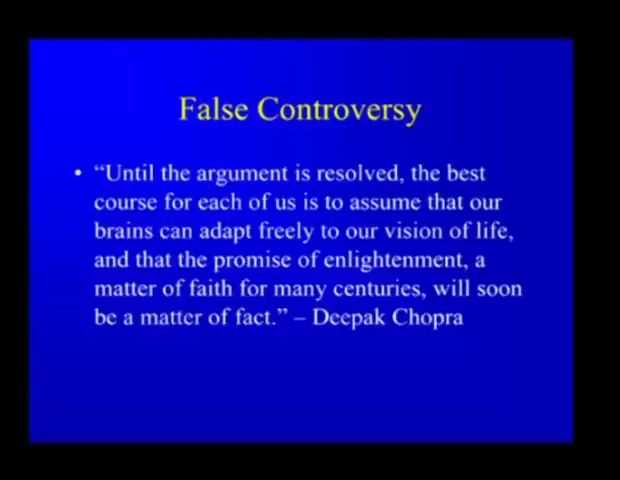 False Controversy
• “Until the argument is resolved, the best
course for each of us is to assume that our
brains can adapt freely to our vision of life,
and that the promise of enlightenment, a
matter of faith for many centuries, will soon
be a matter of fact.” – Deepak Chopra